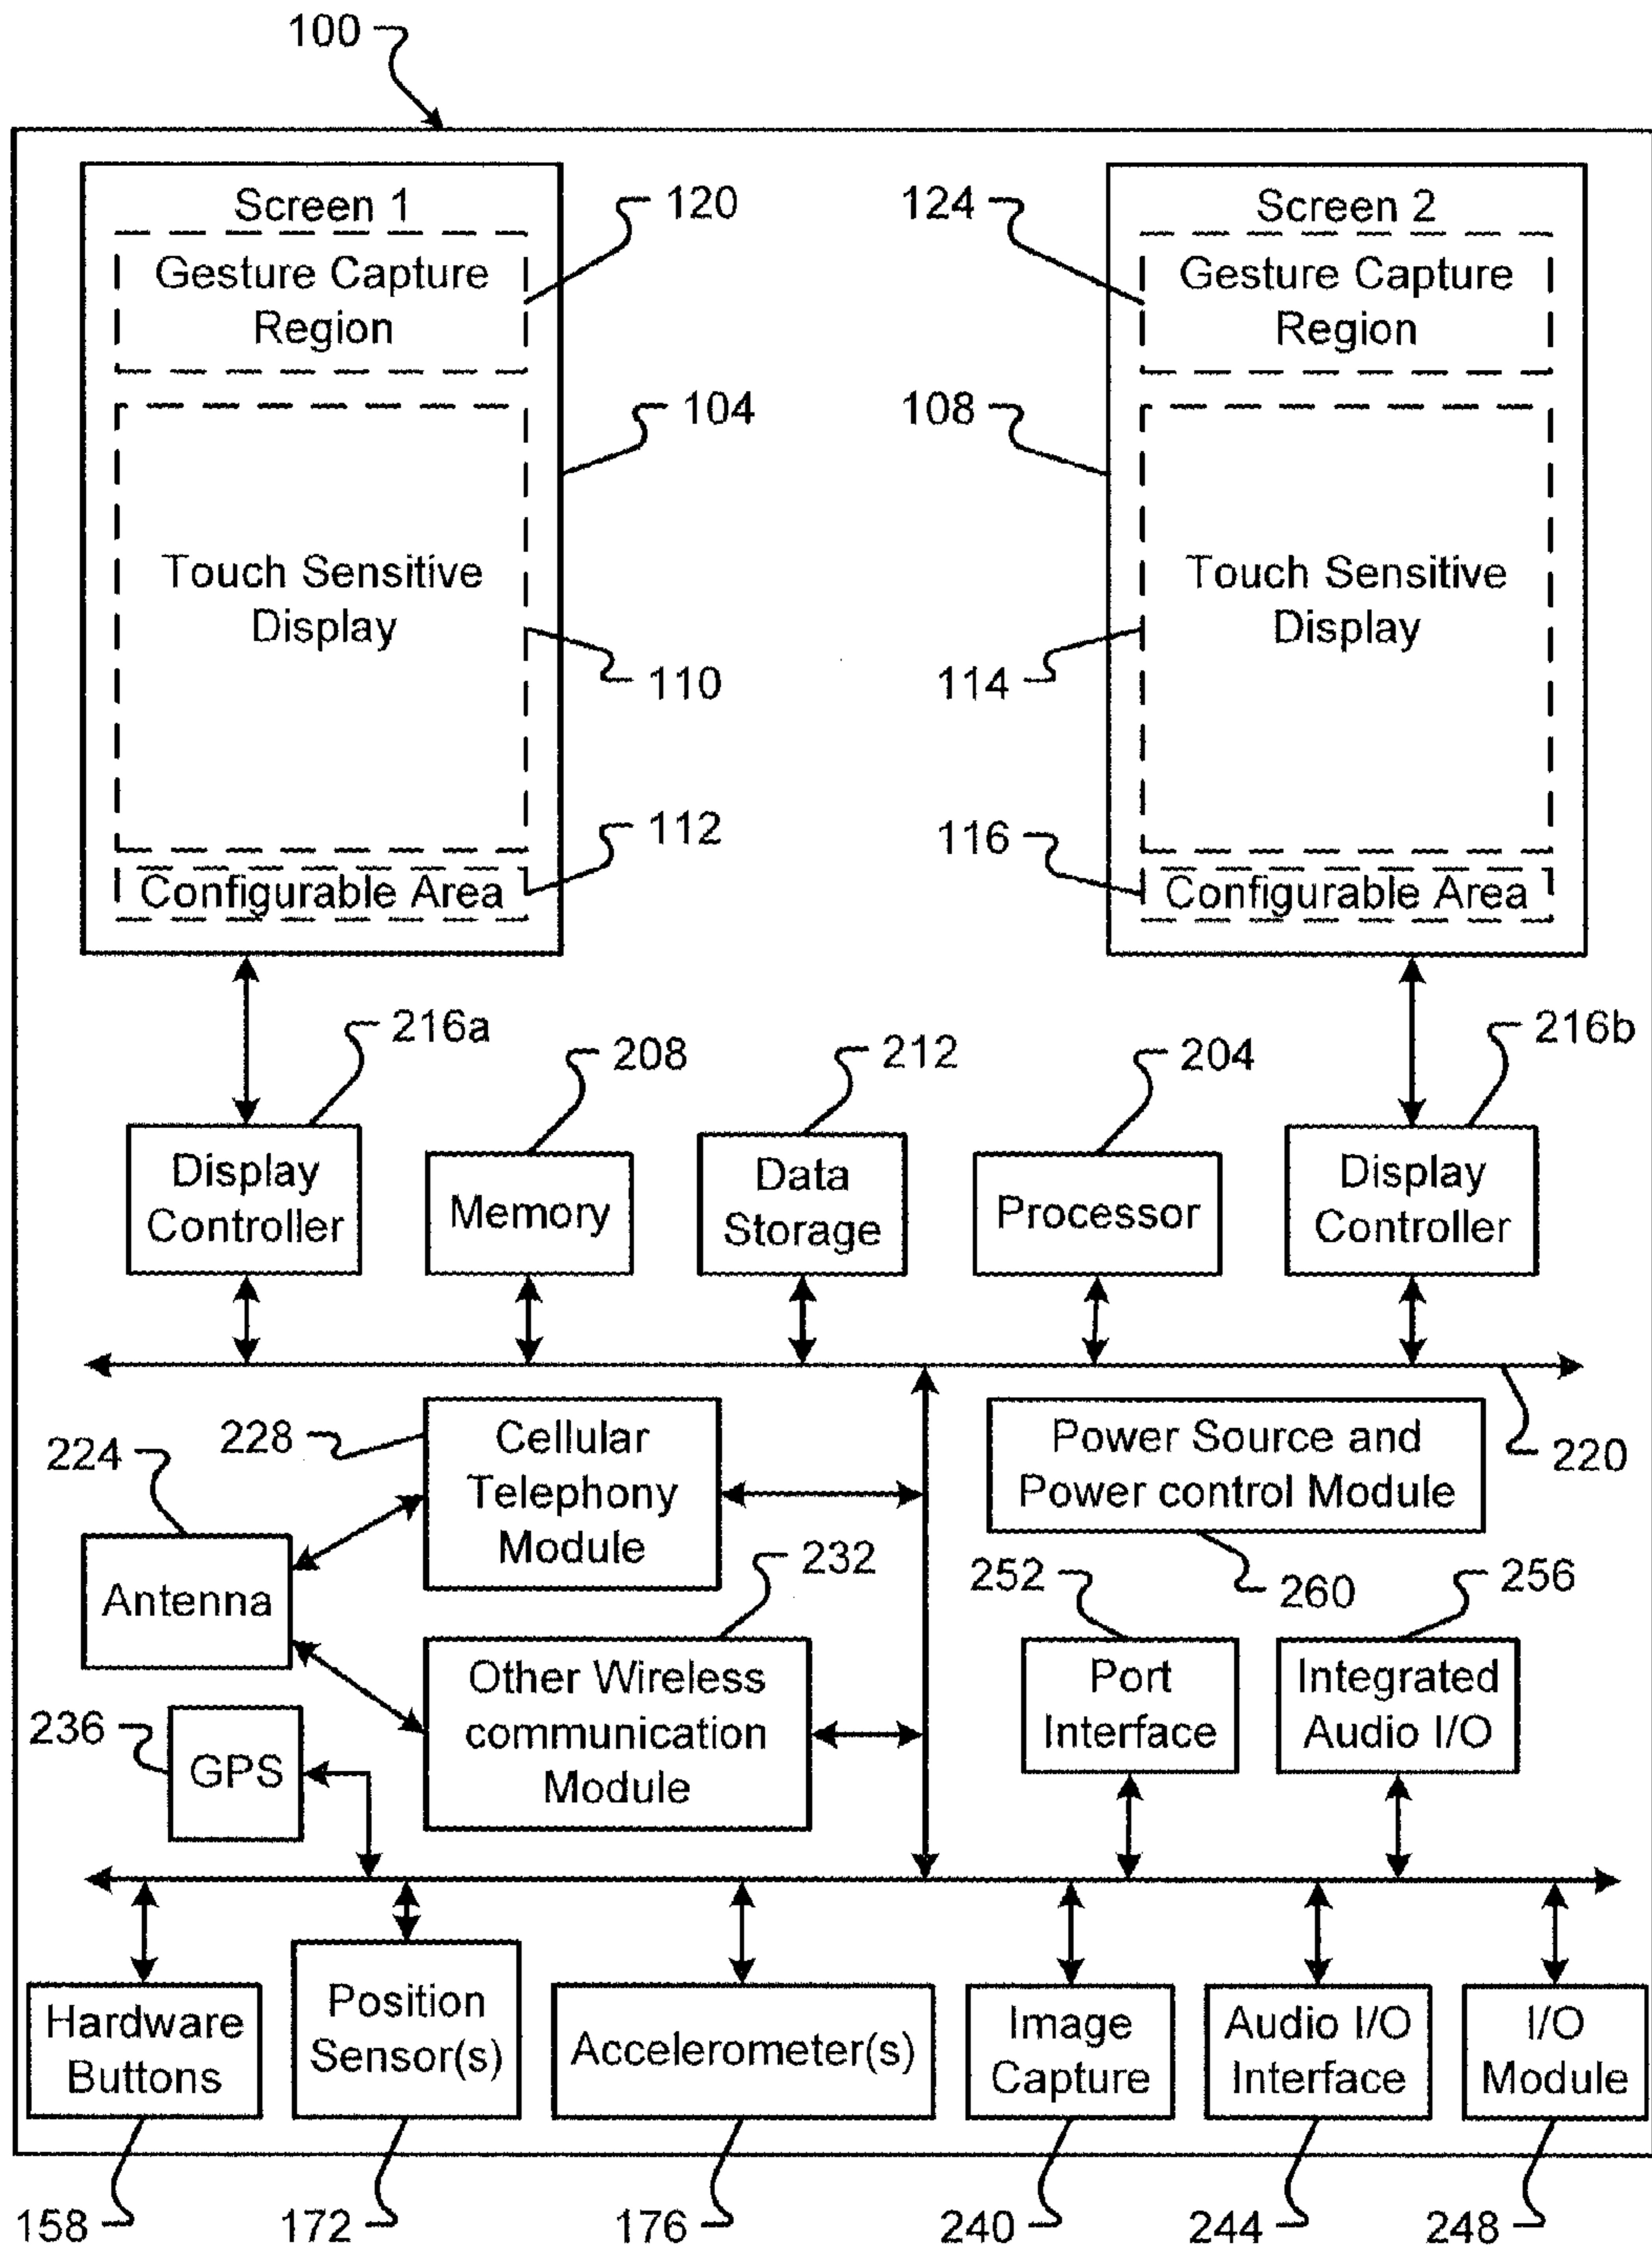 100
Screen 1
Gesture Capture
Region
120
124
Screen 2
Gesture Capture
Region
104
108
Touch Sensitive
Display
Touch Sensitive
Display
110
114
112
116
Configurable Area
Configurable Area
216a
208
212
204
216b
Display
Controller
Memory
Data
Storage
Processor
Display
Controller
220
224
228
Cellular
Telephony
Module
Power Source and
Power control Module
260
Antenna
232
252
256
Other Wireless
communication
Module
Port
Interface
Integrated
Audio I/O
236
GPS
Hardware
Buttons
Position
Sensor(s)
Accelerometer(s)
Image
Capture
Audio I/O
Interface
I/O
Module
158
172
176
240
244
248